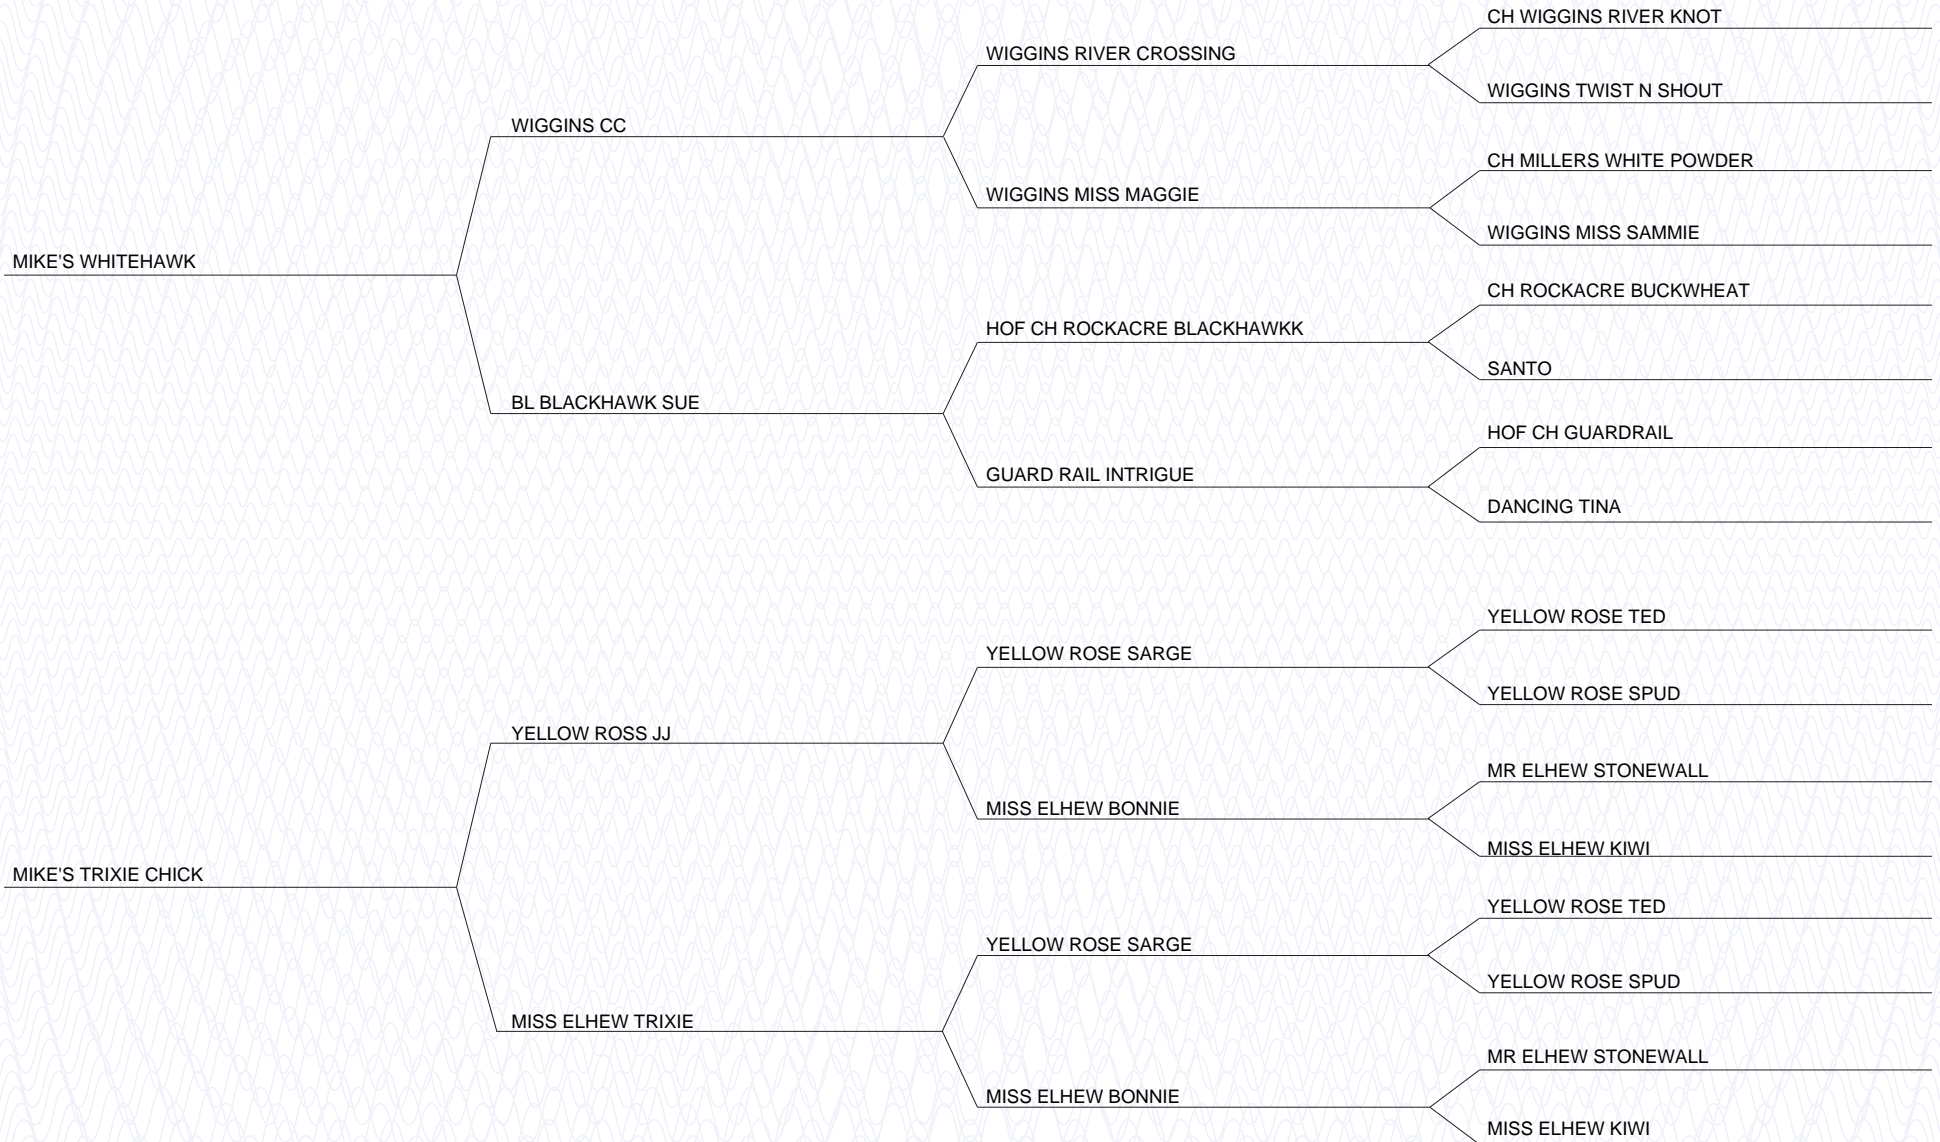 CH WIGGINS RIVER KNOT
WIGGINS RIVER CROSSING
WIGGINS TWIST N SHOUT
WIGGINS CC
CH MILLERS WHITE POWDER
WIGGINS MISS MAGGIE
WIGGINS MISS SAMMIE
MIKE'S WHITEHAWK
CH ROCKACRE BUCKWHEAT
HOF CH ROCKACRE BLACKHAWKK
SANTO
BL BLACKHAWK SUE
HOF CH GUARDRAIL
GUARD RAIL INTRIGUE
DANCING TINA
YELLOW ROSE TED
YELLOW ROSE SARGE
YELLOW ROSE SPUD
YELLOW ROSS JJ
MR ELHEW STONEWALL
MISS ELHEW BONNIE
MISS ELHEW KIWI
MIKE'S TRIXIE CHICK
YELLOW ROSE TED
YELLOW ROSE SARGE
YELLOW ROSE SPUD
MISS ELHEW TRIXIE
MR ELHEW STONEWALL
MISS ELHEW BONNIE
MISS ELHEW KIWI